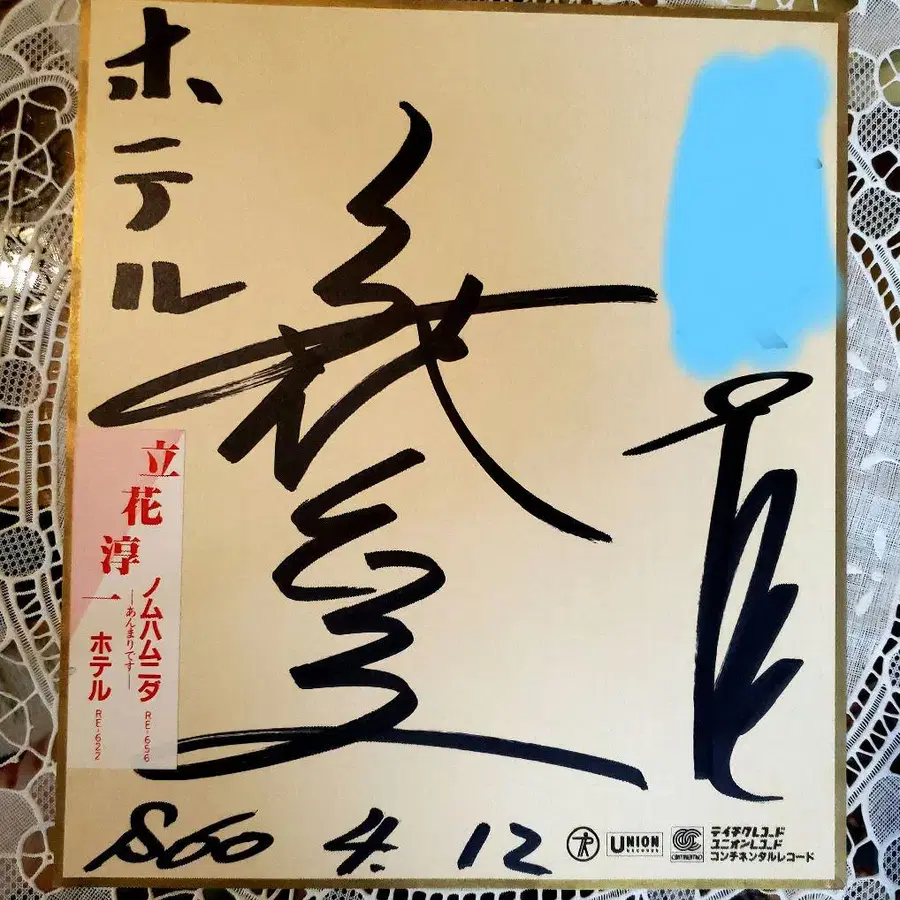 ホテル
立花淳一
ノムハムニダ
—あんまりです—
RE-656
ホテル
RE-622
S60 4. 12
UNION
RECORDS
CONTINENTAL
テイチクレコード
ユニオンレコード
コンチネンタルレコード